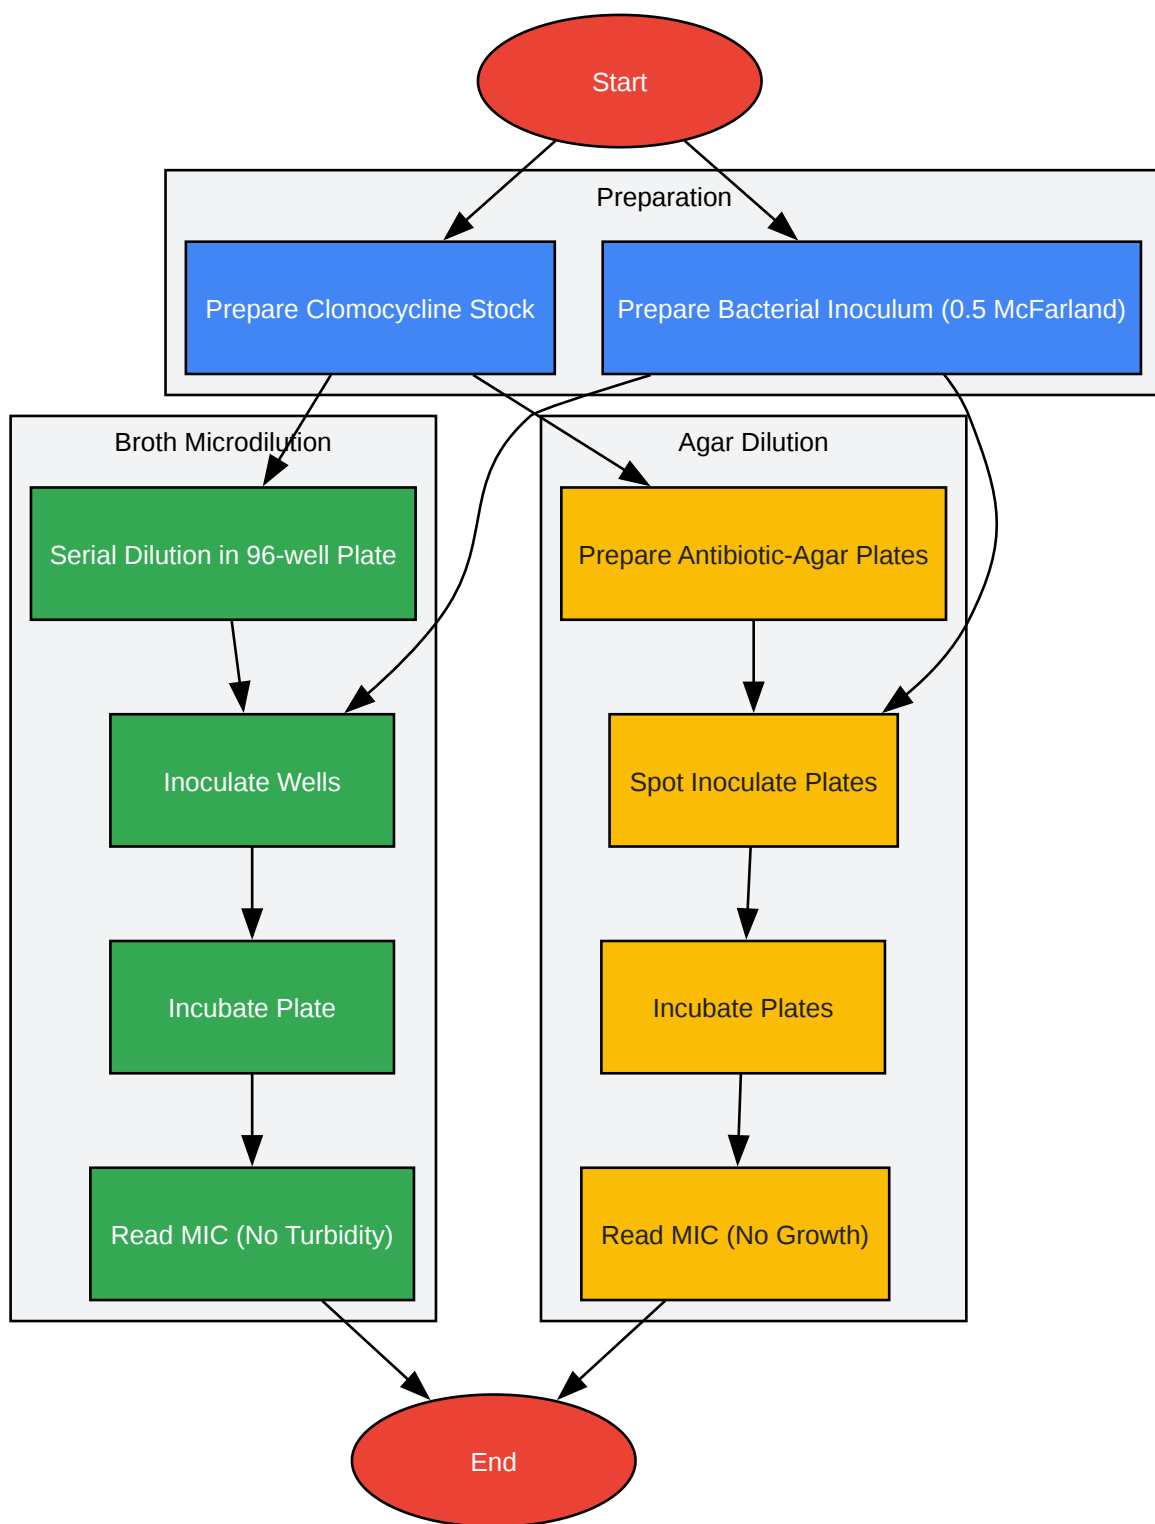 Start
Preparation
Prepare Clomocycline Stock
Prepare Bacterial Inoculum (0.5 McFarland)
Broth Microdilution
Serial Dilution in 96-well Plate
Inoculate Wells
Incubate Plate
Read MIC (No Turbidity)
Agar Dilution
Prepare Antibiotic-Agar Plates
Spot Inoculate Plates
Incubate Plates
Read MIC (No Growth)
End